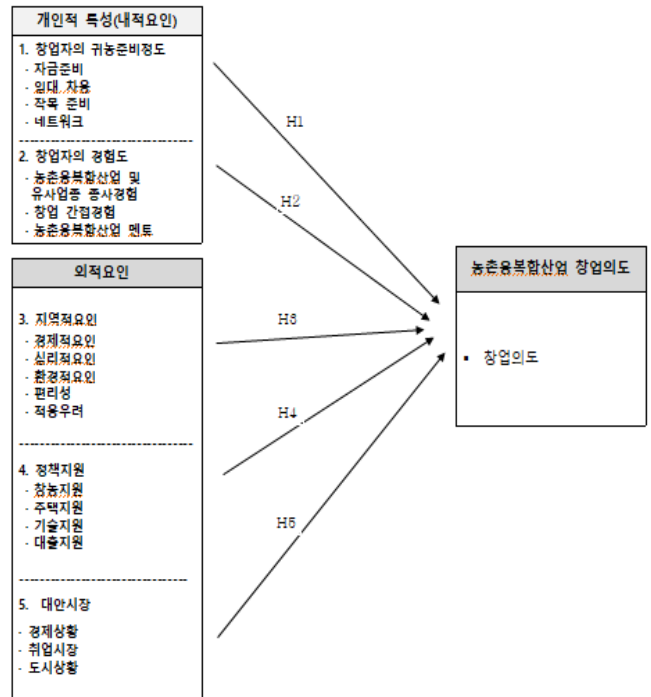 개인적 특성(내적요인)
1. 창업자의 귀농준비정도
- 자금준비
- 임대 차용
- 작목 준비
- 네트워크
2. 창업자의 경험도
- 농촌융복합산업 및
유사업종 종사경험
- 창업 간접경험
- 농촌융복합산업 멘토
외적요인
3. 지역적요인
- 경제적요인
- 심리적요인
- 환경적요인
- 편리성
- 적응우려
4. 정책지원
- 창농지원
- 주택지원
- 기술지원
- 대출지원
5. 대안시장
- 경제상황
- 취업시장
- 도시상황
H1
H2
H3
H4
H5
농촌융복합산업 창업의도
▪ 창업의도